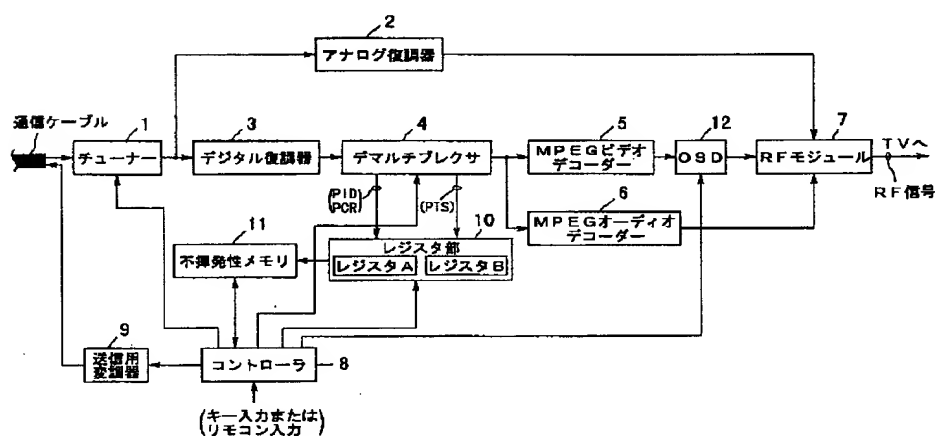 2
アナログ復調器
通信ケーブル
1
チューナー
3
デジタル復調器
4
デマルチプレクサ
5
MPEGビデオ
デコーダー
12
OSD
7
RFモジュール
TVへ
RF信号
(PID
PCR)
(PTS)
6
MPEGオーディオ
デコーダー
10
レジスタ部
レジスタA
レジスタB
11
不揮発性メモリ
9
送信用
変調器
コントローラ
8
(キー入力または
リモコン入力)